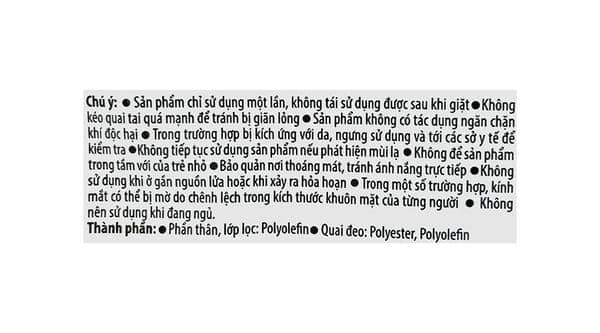 Chú ý: ● Sản phẩm chỉ sử dụng một lần, không tái sử dụng được sau khi giặt ● Không
kéo quai tai quá mạnh để tránh bị giãn lỏng ● Sản phẩm không có tác dụng ngăn chặn
khí độc hại ● Trong trường hợp bị kích ứng với da, ngưng sử dụng và tới các sở y tế để
kiểm tra ● Không tiếp tục sử dụng sản phẩm nếu phát hiện mùi lạ ● Không để sản phẩm
trong tầm với của trẻ nhỏ ● Bảo quản nơi thoáng mát, tránh ánh nắng trực tiếp ● Không
sử dụng khi ở gần nguồn lửa hoặc khi xảy ra hỏa hoạn ● Trong một số trường hợp, kính
mắt có thể bị mờ do chênh lệch trong kích thước khuôn mặt của từng người ● Không
nên sử dụng khi đang ngủ.
Thành phần: ● Phần thân, lớp lọc: Polyolefin ● Quai đeo: Polyester, Polyolefin